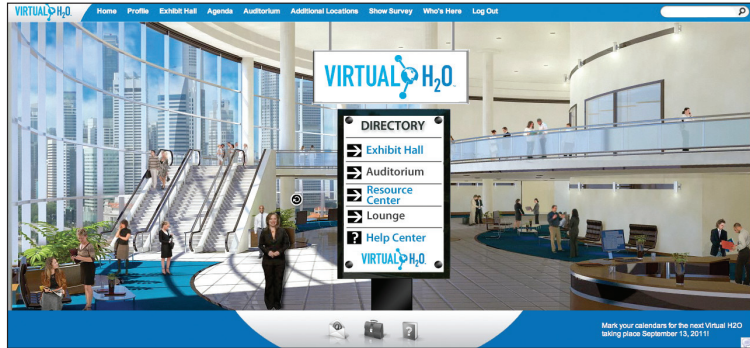 VIRTUAL H2O
Home Profile Exhibit Hall Agenda Auditorium Additional Locations Show Survey Who's Here Log Out
VIRTUAL H2O
DIRECTORY
Exhibit Hall
Auditorium
Resource
Center
Lounge
? Help Center
VIRTUAL H2O
?
Mark your calendars for the next Virtual H2O
taking place September 13, 2011!